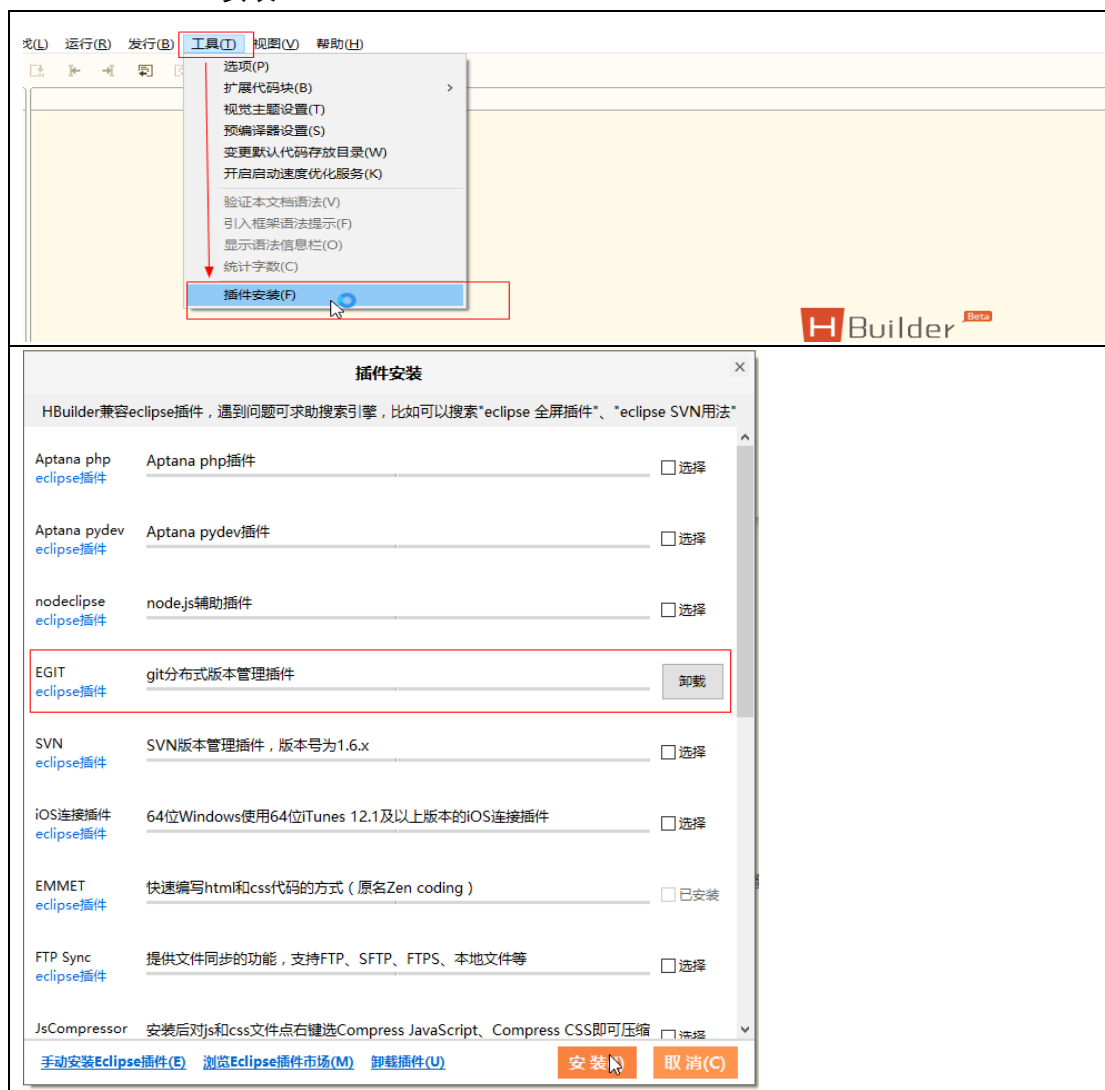 找(L) 运行(R) 发行(B) 工具(T) 视图(V) 帮助(H)
选项(P)
扩展代码块(B) >
视觉主题设置(T)
预编译器设置(S)
变更默认代码存放目录(W)
开启启动速度优化服务(K)
验证本文档语法(V)
引入框架语法提示(F)
显示语法信息栏(O)
统计字数(C)
插件安装(F)
H Builder Beta
插件安装
HBuilder兼容eclipse插件，遇到问题可求助搜索引擎，比如可以搜索"eclipse 全屏插件"、"eclipse SVN用法"
Aptana php Aptana php插件 选择
eclipse插件
Aptana pydev Aptana pydev插件 选择
eclipse插件
nodeclipse node.js辅助插件 选择
eclipse插件
EGIT git分布式版本管理插件 卸载
eclipse插件
SVN SVN版本管理插件，版本号为1.6.x 选择
eclipse插件
iOS连接插件 64位Windows使用64位iTunes 12.1及以上版本的iOS连接插件 选择
eclipse插件
EMMET 快速编写html和css代码的方式（原名Zen coding） 已安装
eclipse插件
FTP Sync 提供文件同步的功能，支持FTP、SFTP、FTPS、本地文件等 选择
eclipse插件
JsCompressor 安装后对js和css文件点右键选Compress JavaScript、Compress CSS即可压缩 选择
手动安装Eclipse插件(E) 浏览Eclipse插件市场(M) 卸载插件(U) 安装 取消(C)